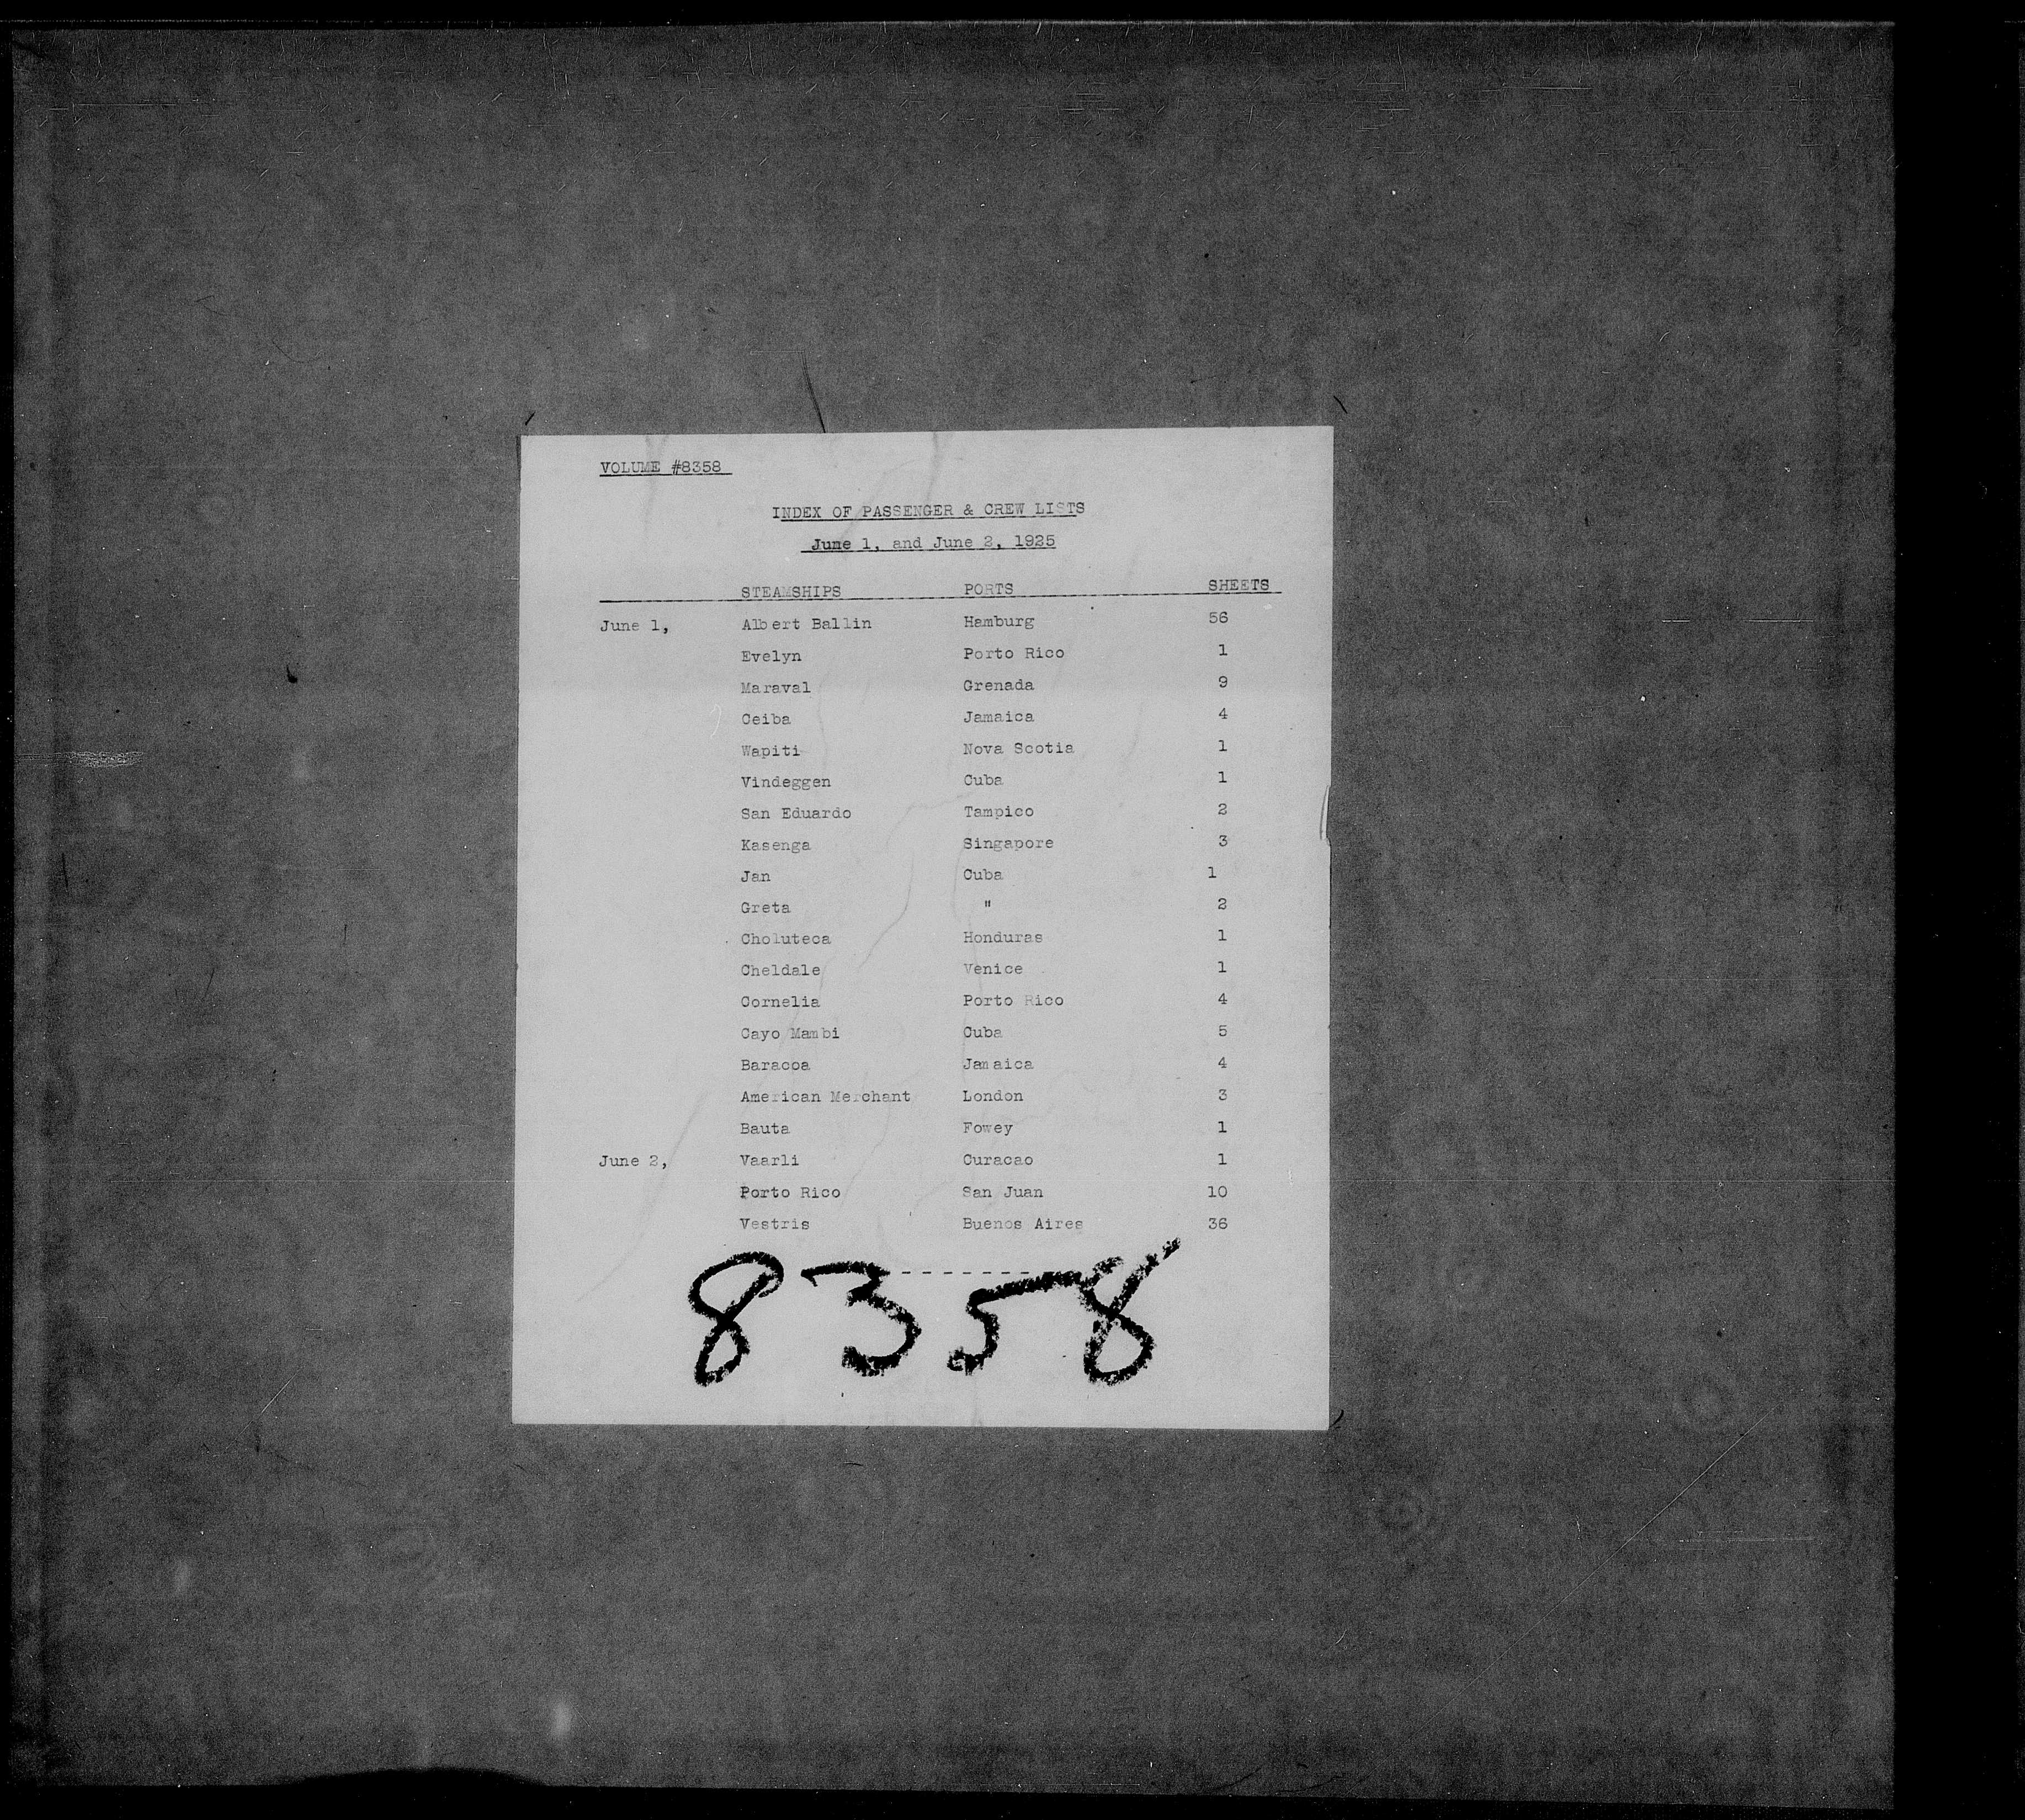 VOLUME #8358
INDEX OF PASSENGER & CREW LISTS
June 1, and June 2, 1925
STEAMSHIPS PORTS SHEETS
June 1, Albert Ballin Hamburg 56
Evelyn Porto Rico 1
Maraval Grenada 9
Ceiba Jamaica 4
Wapiti Nova Scotia 1
Vindeggen Cuba 1
San Eduardo Tampico 2
Kasenga Singapore 3
Jan Cuba 1
Greta " 2
Choluteca Honduras 1
Cheldale Venice 1
Cornelia Porto Rico 4
Cayo Mambi Cuba 5
Baracoa Jamaica 4
American Merchant London 3
Bauta Fowey 1
June 2, Vaarli Curacao 1
Porto Rico San Juan 10
Vestris Buenos Aires 36
8358